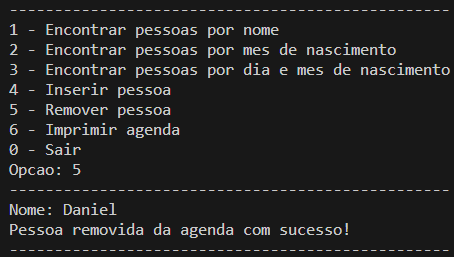 -------------------------------------------------
1 - Encontrar pessoas por nome
2 - Encontrar pessoas por mes de nascimento
3 - Encontrar pessoas por dia e mes de nascimento
4 - Inserir pessoa
5 - Remover pessoa
6 - Imprimir agenda
0 - Sair
Opcao: 5
-------------------------------------------------
Nome: Daniel
Pessoa removida da agenda com sucesso!
-------------------------------------------------